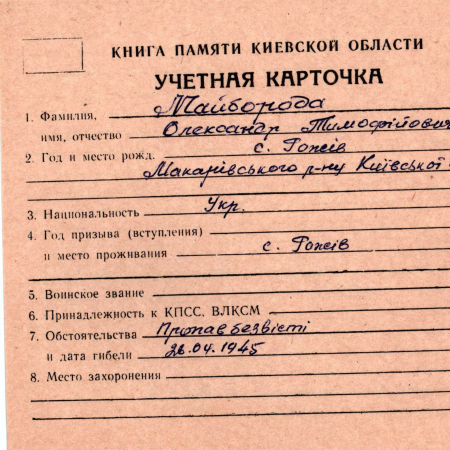 КНИГА ПАМЯТИ КИЕВСКОЙ ОБЛАСТИ
УЧЕТНАЯ КАРТОЧКА
1. Фамилия, Майборода
имя, отчество Олександр Тимофійович
2. Год и место рожд. с. Рожів
Макарівського р-ну Київської
3. Национальность Укр.
4. Год призыва (вступления)
и место проживания с. Рожів
5. Воинское звание
6. Принадлежность к КПСС, ВЛКСМ
7. Обстоятельства Пропав безвісті
и дата гибели 26.04.1945
8. Место захоронения